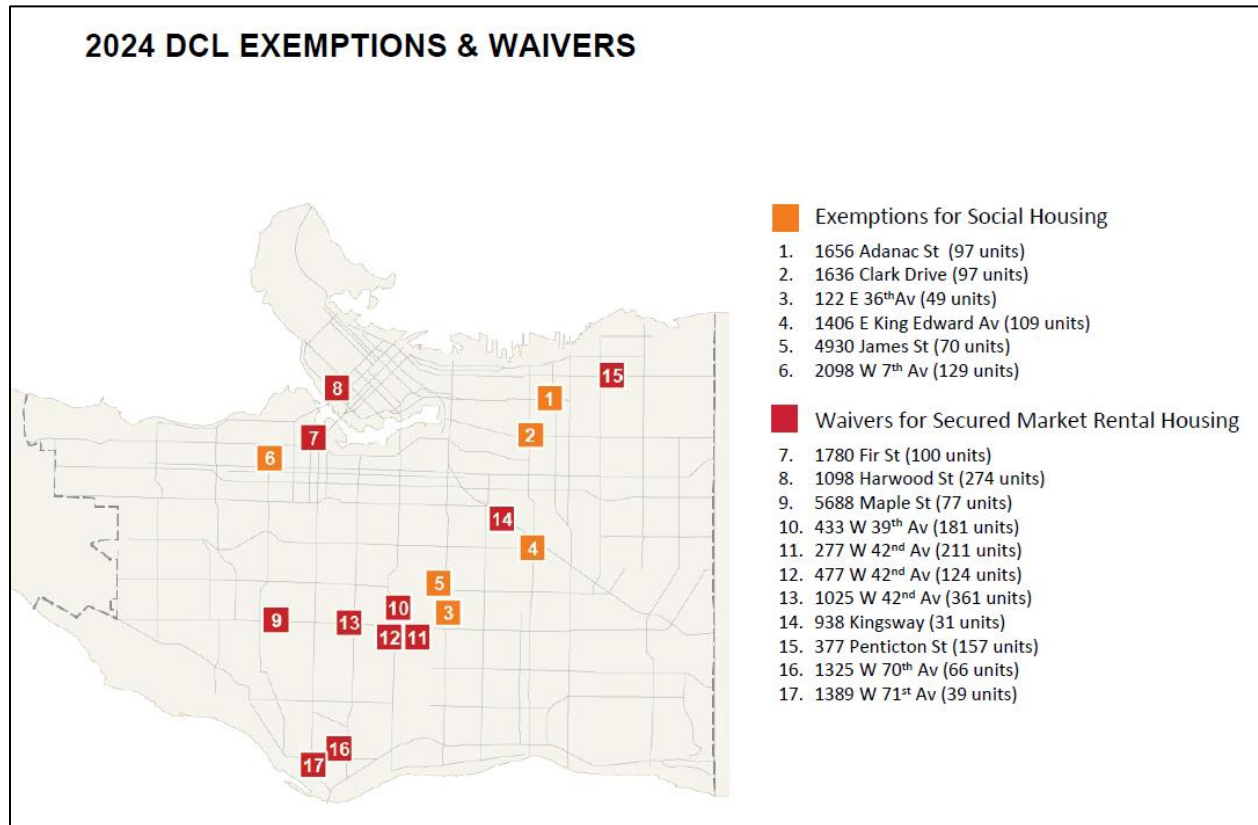 2024 DCL EXEMPTIONS & WAIVERS
Exemptions for Social Housing
1. 1656 Adanac St (97 units)
2. 1636 Clark Drive (97 units)
3. 122 E 36thAv (49 units)
4. 1406 E King Edward Av (109 units)
5. 4930 James St (70 units)
6. 2098 W 7th Av (129 units)
Waivers for Secured Market Rental Housing
7. 1780 Fir St (100 units)
8. 1098 Harwood St (274 units)
9. 5688 Maple St (77 units)
10. 433 W 39th Av (181 units)
11. 277 W 42nd Av (211 units)
12. 477 W 42nd Av (124 units)
13. 1025 W 42nd Av (361 units)
14. 938 Kingsway (31 units)
15. 377 Penticton St (157 units)
16. 1325 W 70th Av (66 units)
17. 1389 W 71st Av (39 units)
15
8
1
2
7
6
14
4
5
10
3
9
13
12
11
16
17